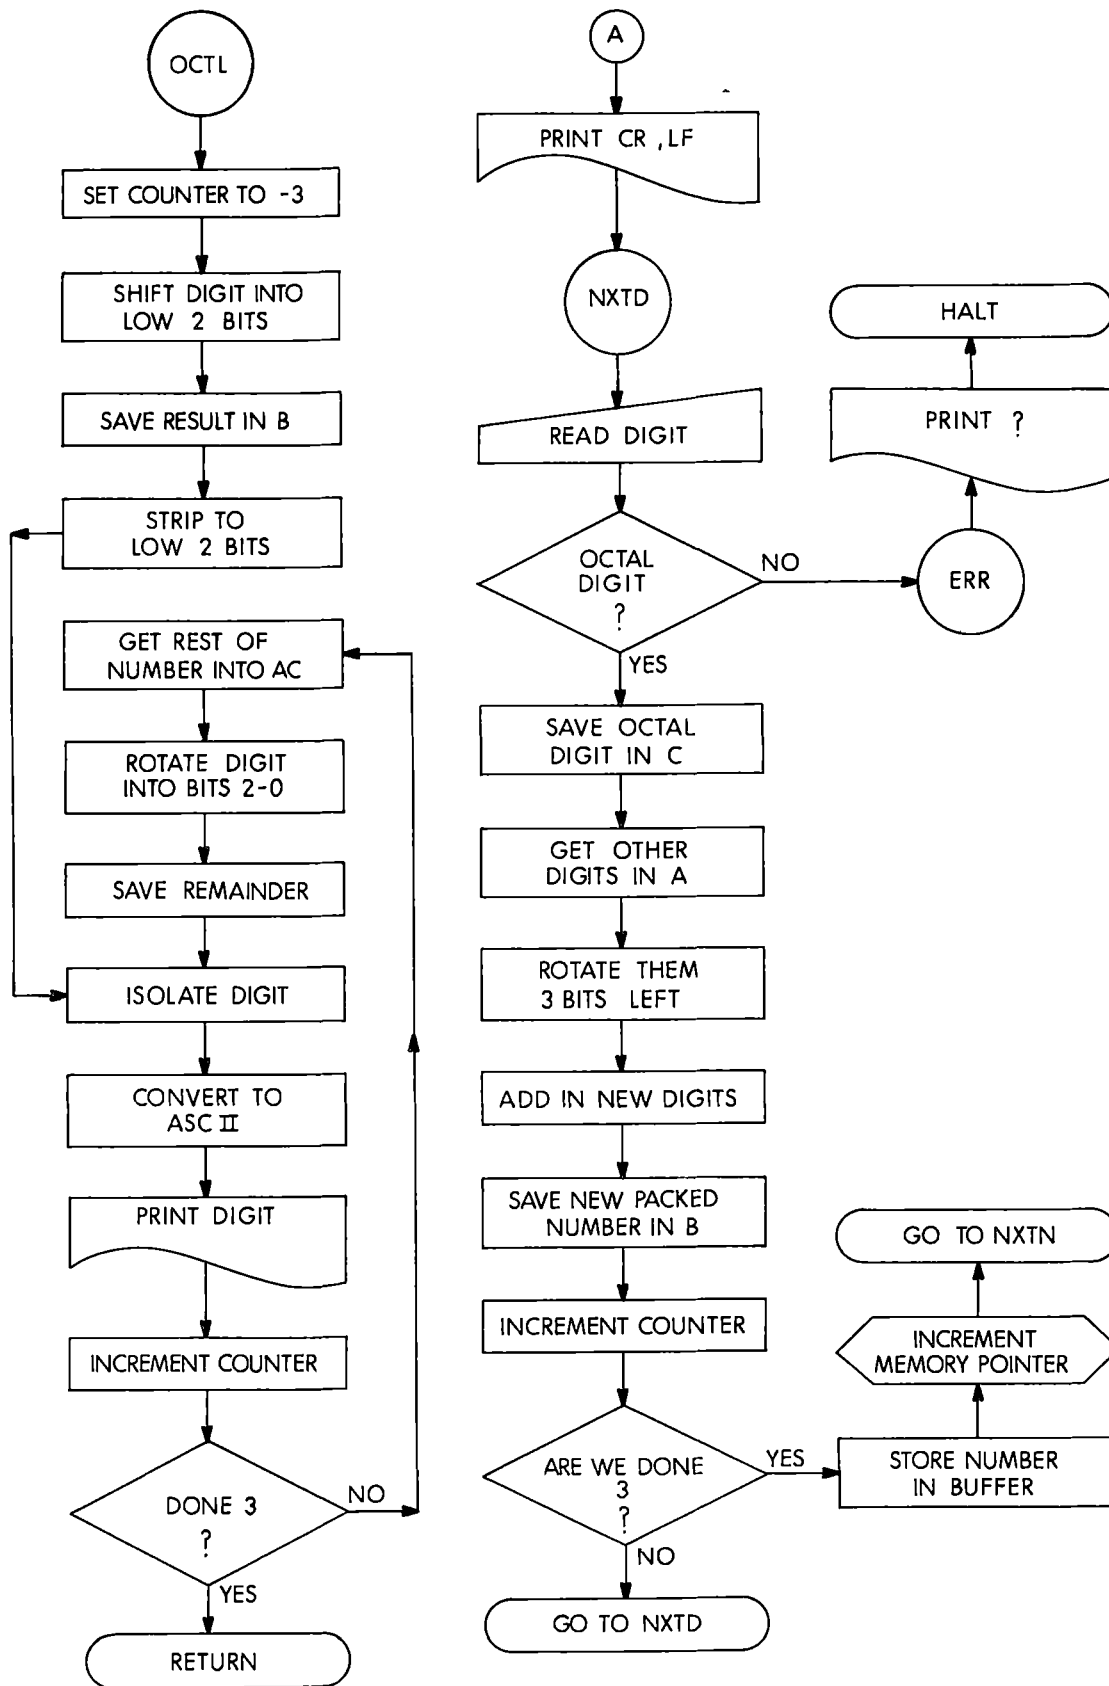 OCTL
SET COUNTER TO -3
SHIFT DIGIT INTO
LOW 2 BITS
SAVE RESULT IN B
STRIP TO
LOW 2 BITS
GET REST OF
NUMBER INTO AC
ROTATE DIGIT
INTO BITS 2-0
SAVE REMAINDER
ISOLATE DIGIT
CONVERT TO
ASC II
PRINT DIGIT
INCREMENT COUNTER
DONE 3
?
NO
YES
RETURN
A
PRINT CR , LF
NXTD
READ DIGIT
OCTAL
DIGIT
?
NO
ERR
PRINT ?
HALT
YES
SAVE OCTAL
DIGIT IN C
GET OTHER
DIGITS IN A
ROTATE THEM
3 BITS LEFT
ADD IN NEW DIGITS
SAVE NEW PACKED
NUMBER IN B
INCREMENT COUNTER
ARE WE DONE
3
?
YES
STORE NUMBER
IN BUFFER
INCREMENT
MEMORY POINTER
GO TO NXTN
NO
GO TO NXTD